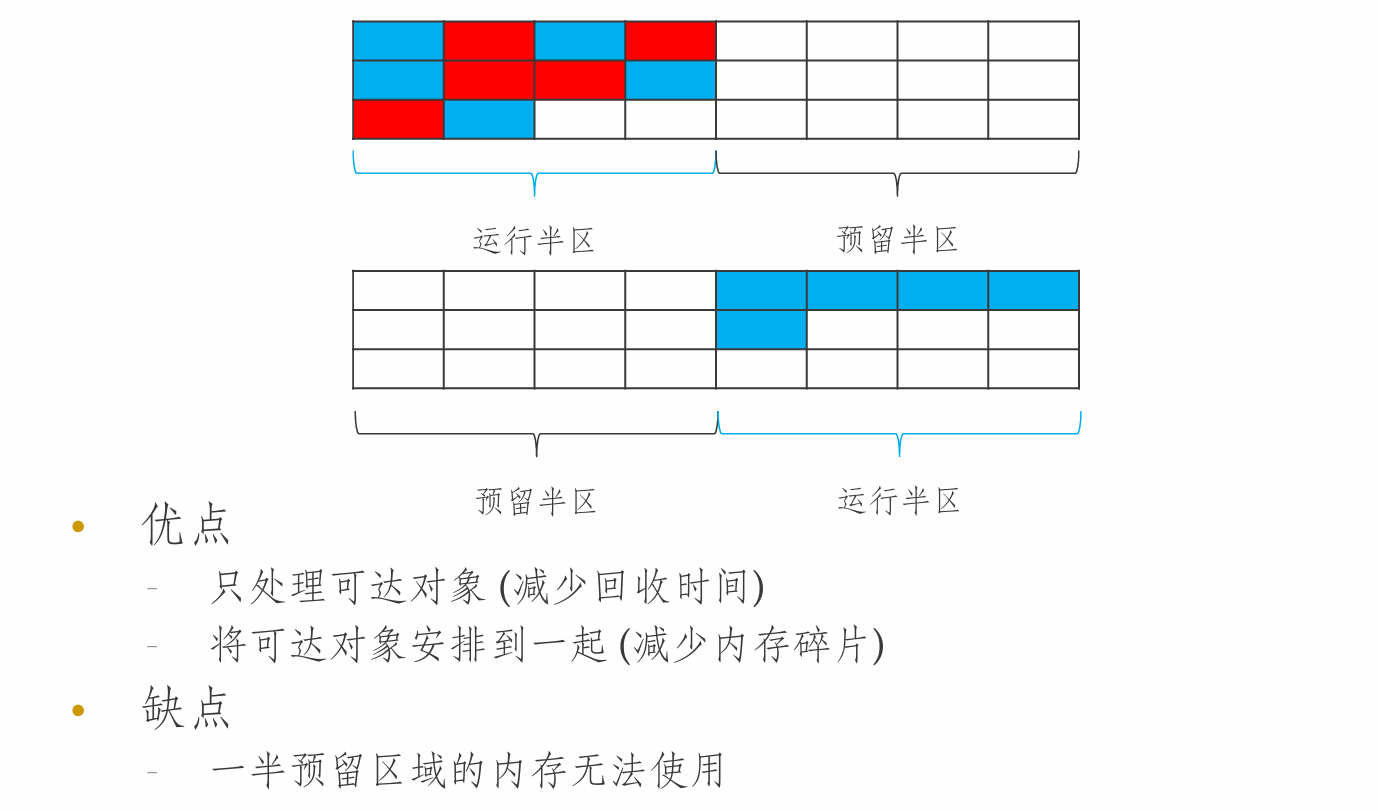 运行半区 预留半区
预留半区 运行半区
• 优点
- 只处理可达对象 (减少回收时间)
- 将可达对象安排到一起 (减少内存碎片)
• 缺点
- 一半预留区域的内存无法使用